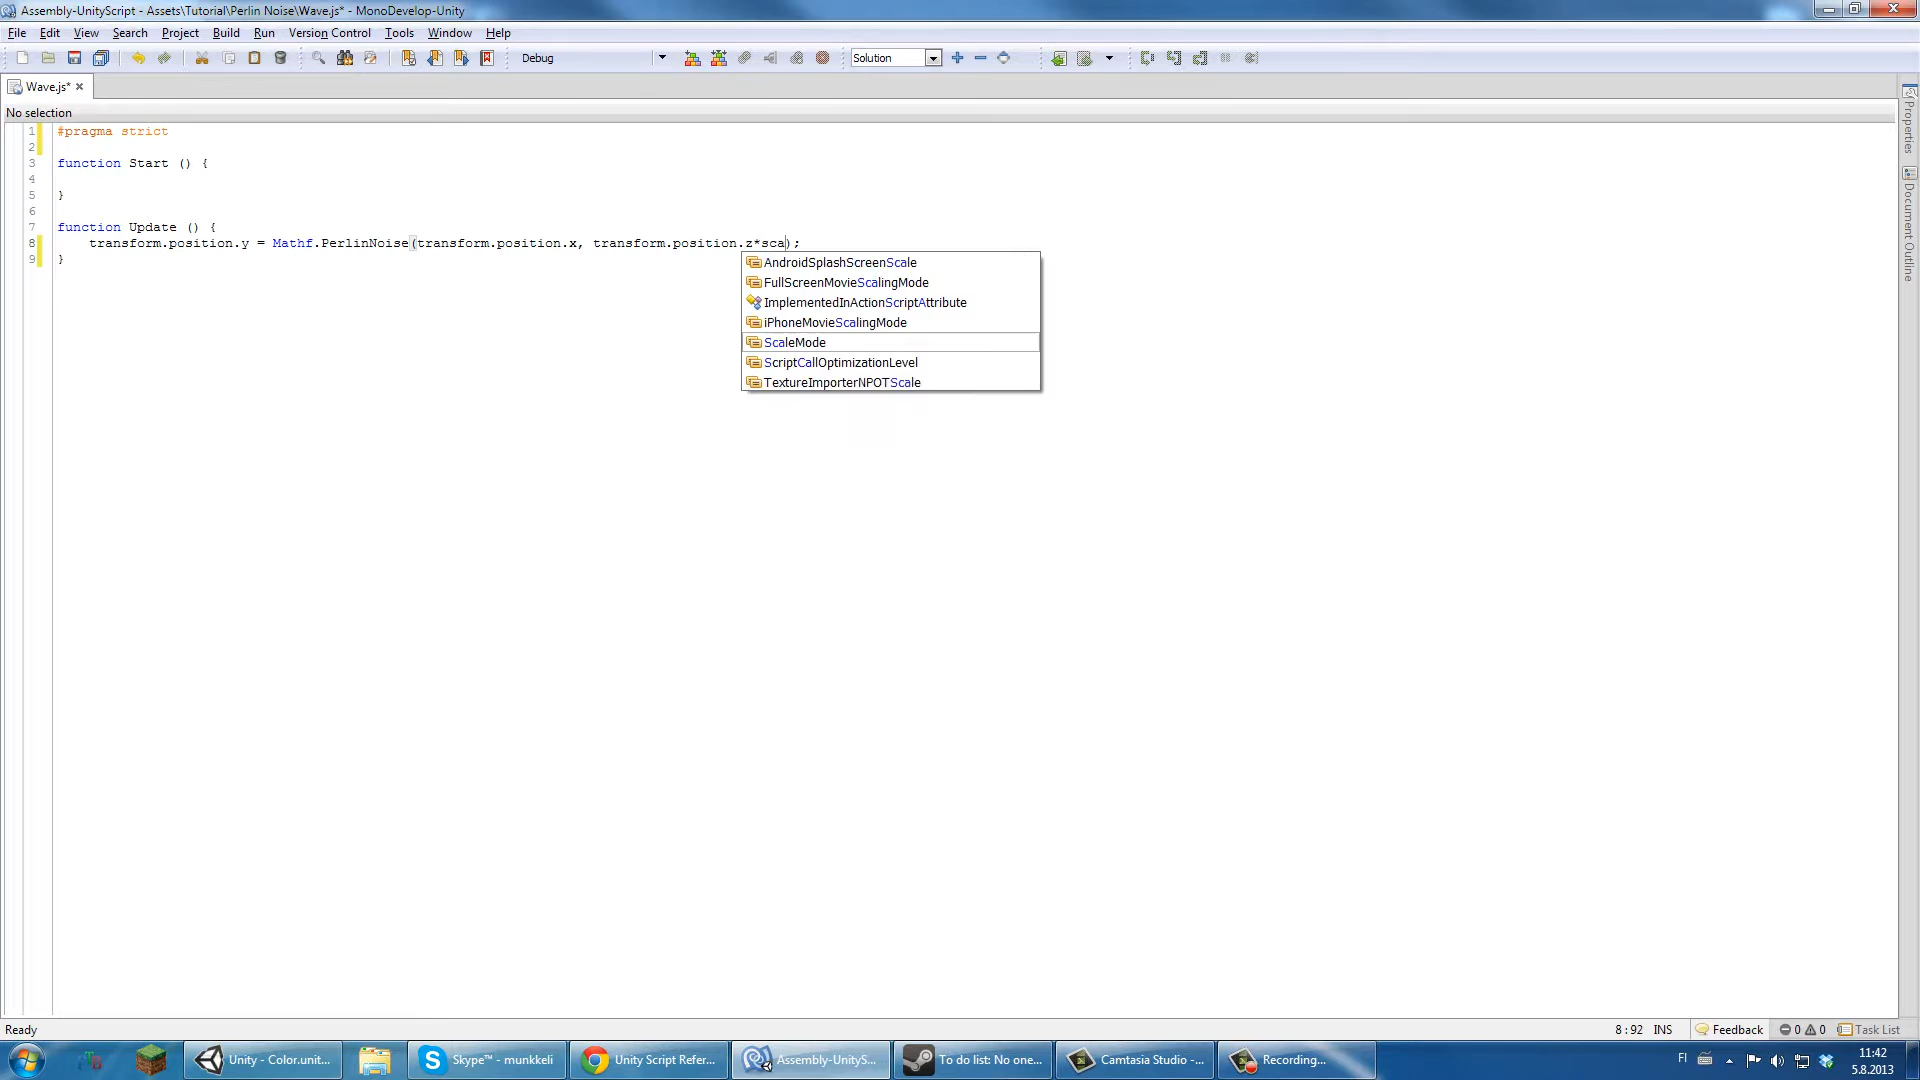 Assembly-UnityScript - Assets\Tutorial\Perlin Noise\Wave.js* - MonoDevelop-Unity
File Edit View Search Project Build Run Version Control Tools Window Help
Debug Solution
Wave.js*
No selection
1 #pragma strict
2
3 function Start () {
4
5 }
6
7 function Update () {
8 transform.position.y = Mathf.PerlinNoise(transform.position.x, transform.position.z*sca);
9 }
AndroidSplashScreenScale
FullScreenMovieScalingMode
ImplementedInActionScriptAttribute
iPhoneMovieScalingMode
ScaleMode
ScriptCallOptimizationLevel
TextureImporterNPOTScale
Properties
Document Outline
Ready 8 : 92 INS Feedback 0 0 Task List
Unity - Color.unit... Skype™ - munkkeli Unity Script Refer... Assembly-UnityS... To do list: No one... Camtasia Studio -... Recording... FI 11:42
5.8.2013